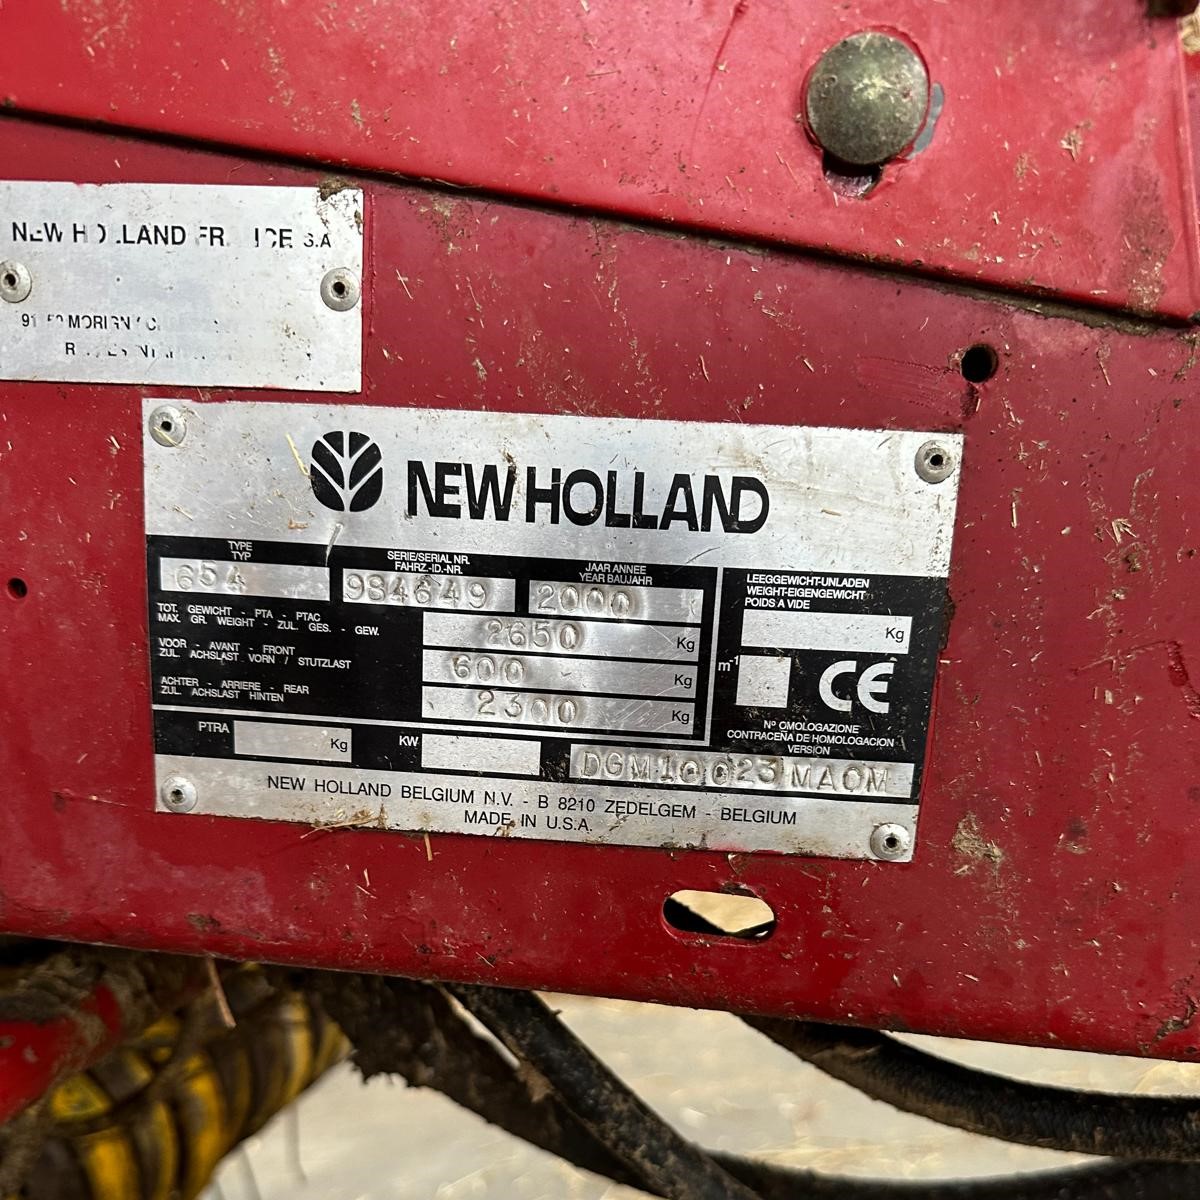 NEW HOLLAND S.A
MORIGNY
NEW HOLLAND
TYPE
TYP
654
SERIE/SERIAL NR.
FAHRZ.-ID.-NR.
984649
JAAR ANNEE
YEAR BAUJAHR
2000
LEEGGEWICHT-UNLADEN
WEIGHT-EIGENGEWICHT
POIDS A VIDE
Kg
TOT. GEWICHT - PTA - PTAC
MAX. GR. WEIGHT - ZUL. GES. - GEW.
2650 Kg
VOOR - AVANT - FRONT
ZUL. ACHSLAST VORN / STUTZLAST
600 Kg
ACHTER - ARRIERE - REAR
ZUL. ACHSLAST HINTEN
2300 Kg
m-1
CE
Nº OMOLOGAZIONE
CONTRACEÑA DE HOMOLOGACION
VERSION
PTRA Kg KW DGM10023MAOM
NEW HOLLAND BELGIUM N.V. - B 8210 ZEDELGEM - BELGIUM
MADE IN U.S.A.